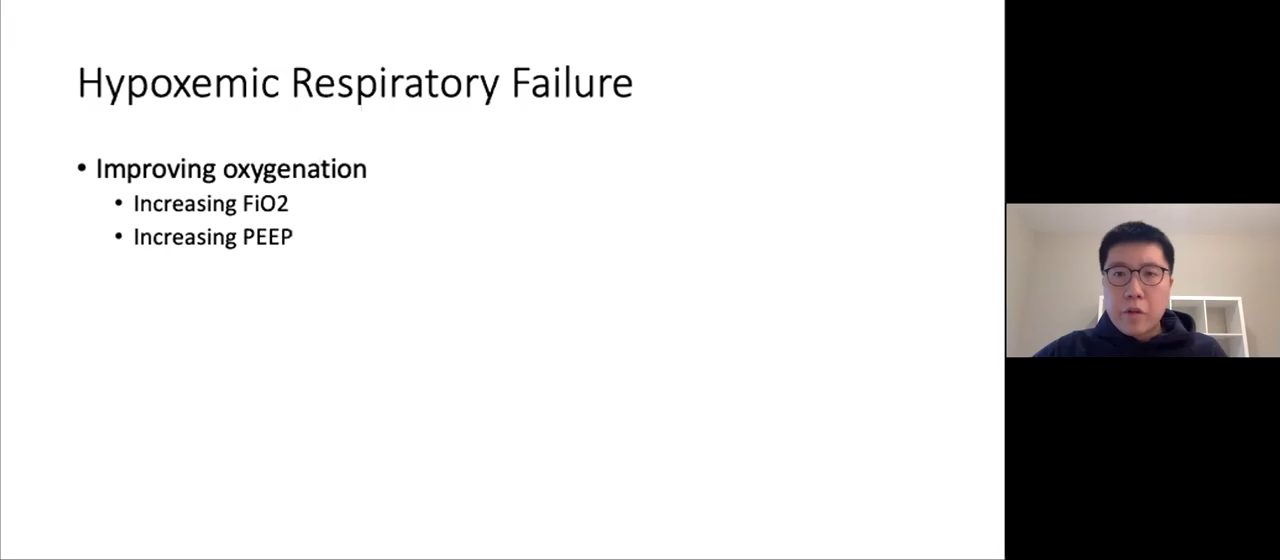 Hypoxemic Respiratory Failure
• Improving oxygenation
• Increasing FiO2
• Increasing PEEP